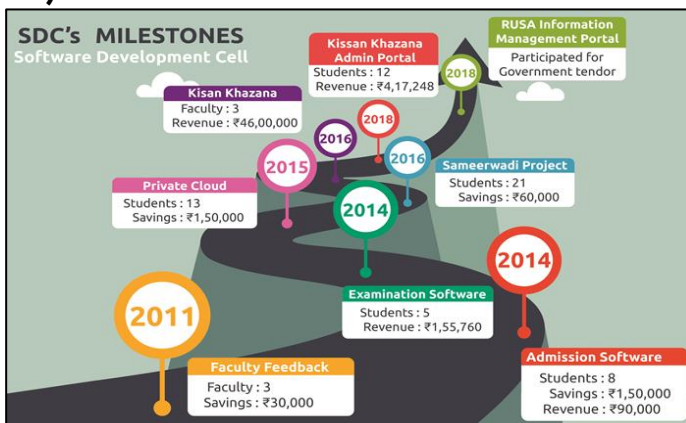 SDC's MILESTONES
Software Development Cell
RUSA Information
Management Portal
Participated for
Government tendor
2018
Kissan Khazana
Admin Portal
Students : 12
Revenue : ₹4,17,248
2018
Kisan Khazana
Faculty : 3
Revenue : ₹46,00,000
2016
2016
Sameerwadi Project
Students : 21
Savings : ₹60,000
2015
Private Cloud
Students : 13
Savings : ₹1,50,000
2014
Examination Software
Students : 5
Revenue : ₹1,55,760
2014
Admission Software
Students : 8
Savings : ₹1,50,000
Revenue : ₹90,000
2011
Faculty Feedback
Faculty : 3
Savings : ₹30,000